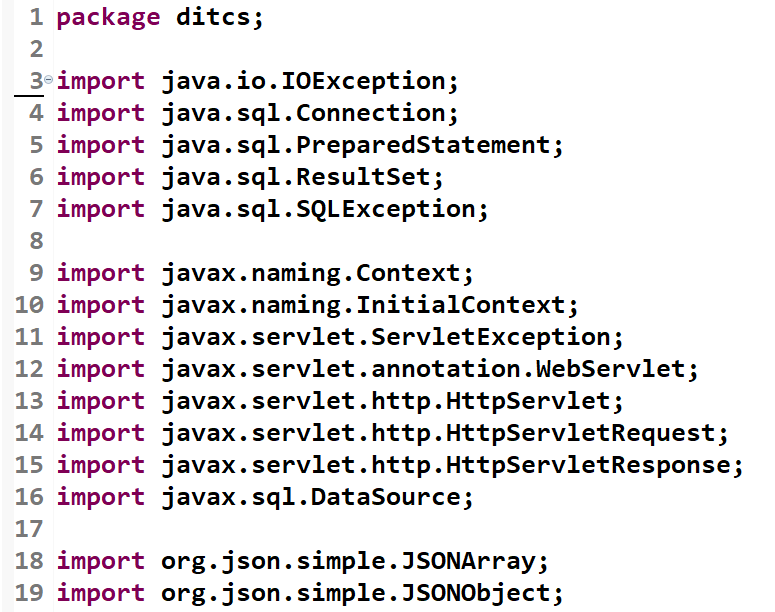 1 package ditcs;
2
3 import java.io.IOException;
4 import java.sql.Connection;
5 import java.sql.PreparedStatement;
6 import java.sql.ResultSet;
7 import java.sql.SQLException;
8
9 import javax.naming.Context;
10 import javax.naming.InitialContext;
11 import javax.servlet.ServletException;
12 import javax.servlet.annotation.WebServlet;
13 import javax.servlet.http.HttpServlet;
14 import javax.servlet.http.HttpServletRequest;
15 import javax.servlet.http.HttpServletResponse;
16 import javax.sql.DataSource;
17
18 import org.json.simple.JSONArray;
19 import org.json.simple.JSONObject;